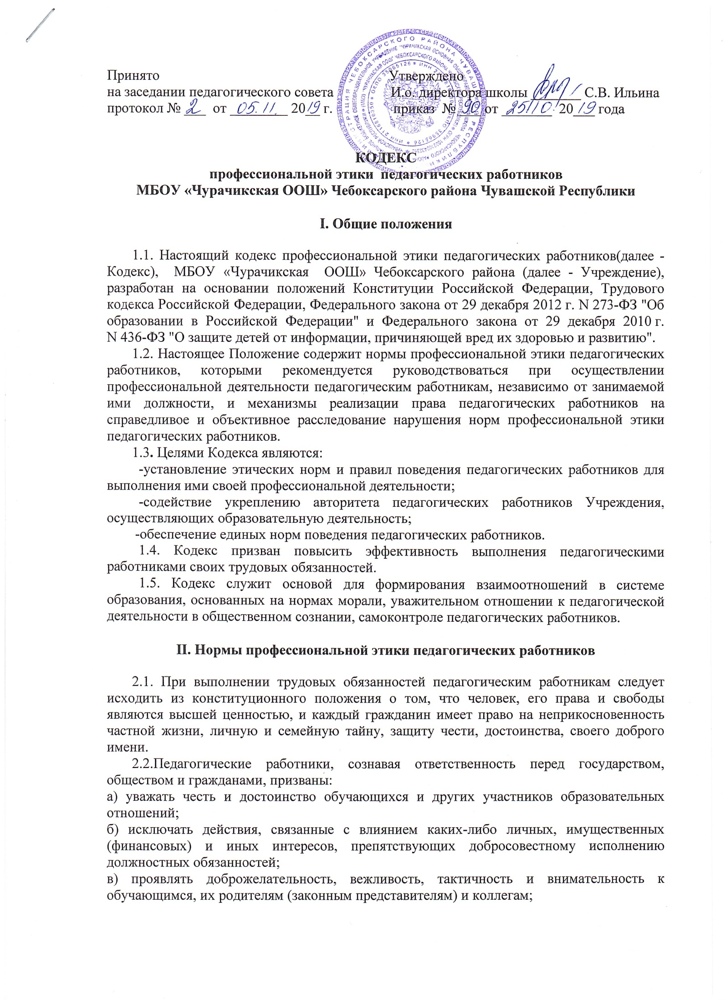 Принято Утверждено
на заседании педагогического совета И.о. директора школы ______ С.В. Ильина
протокол № 2 от 05.11. 2019 г. приказ № 90 от 25.10. 2019 года
КОДЕКС
профессиональной этики педагогических работников
МБОУ «Чурачикская ООШ» Чебоксарского района Чувашской Республики
I. Общие положения
1.1. Настоящий кодекс профессиональной этики педагогических работников(далее -
Кодекс), МБОУ «Чурачикская ООШ» Чебоксарского района (далее - Учреждение),
разработан на основании положений Конституции Российской Федерации, Трудового
кодекса Российской Федерации, Федерального закона от 29 декабря 2012 г. N 273-ФЗ "Об
образовании в Российской Федерации" и Федерального закона от 29 декабря 2010 г.
N 436-ФЗ "О защите детей от информации, причиняющей вред их здоровью и развитию".
1.2. Настоящее Положение содержит нормы профессиональной этики педагогических
работников, которыми рекомендуется руководствоваться при осуществлении
профессиональной деятельности педагогическим работникам, независимо от занимаемой
ими должности, и механизмы реализации права педагогических работников на
справедливое и объективное расследование нарушения норм профессиональной этики
педагогических работников.
1.3. Целями Кодекса являются:
-установление этических норм и правил поведения педагогических работников для
выполнения ими своей профессиональной деятельности;
-содействие укреплению авторитета педагогических работников Учреждения,
осуществляющих образовательную деятельность;
-обеспечение единых норм поведения педагогических работников.
1.4. Кодекс призван повысить эффективность выполнения педагогическими
работниками своих трудовых обязанностей.
1.5. Кодекс служит основой для формирования взаимоотношений в системе
образования, основанных на нормах морали, уважительном отношении к педагогической
деятельности в общественном сознании, самоконтроле педагогических работников.
II. Нормы профессиональной этики педагогических работников
2.1. При выполнении трудовых обязанностей педагогическим работникам следует
исходить из конституционного положения о том, что человек, его права и свободы
являются высшей ценностью, и каждый гражданин имеет право на неприкосновенность
частной жизни, личную и семейную тайну, защиту чести, достоинства, своего доброго
имени.
2.2.Педагогические работники, сознавая ответственность перед государством,
обществом и гражданами, призваны:
а) уважать честь и достоинство обучающихся и других участников образовательных
отношений;
б) исключать действия, связанные с влиянием каких-либо личных, имущественных
(финансовых) и иных интересов, препятствующих добросовестному исполнению
должностных обязанностей;
в) проявлять доброжелательность, вежливость, тактичность и внимательность к
обучающимся, их родителям (законным представителям) и коллегам;